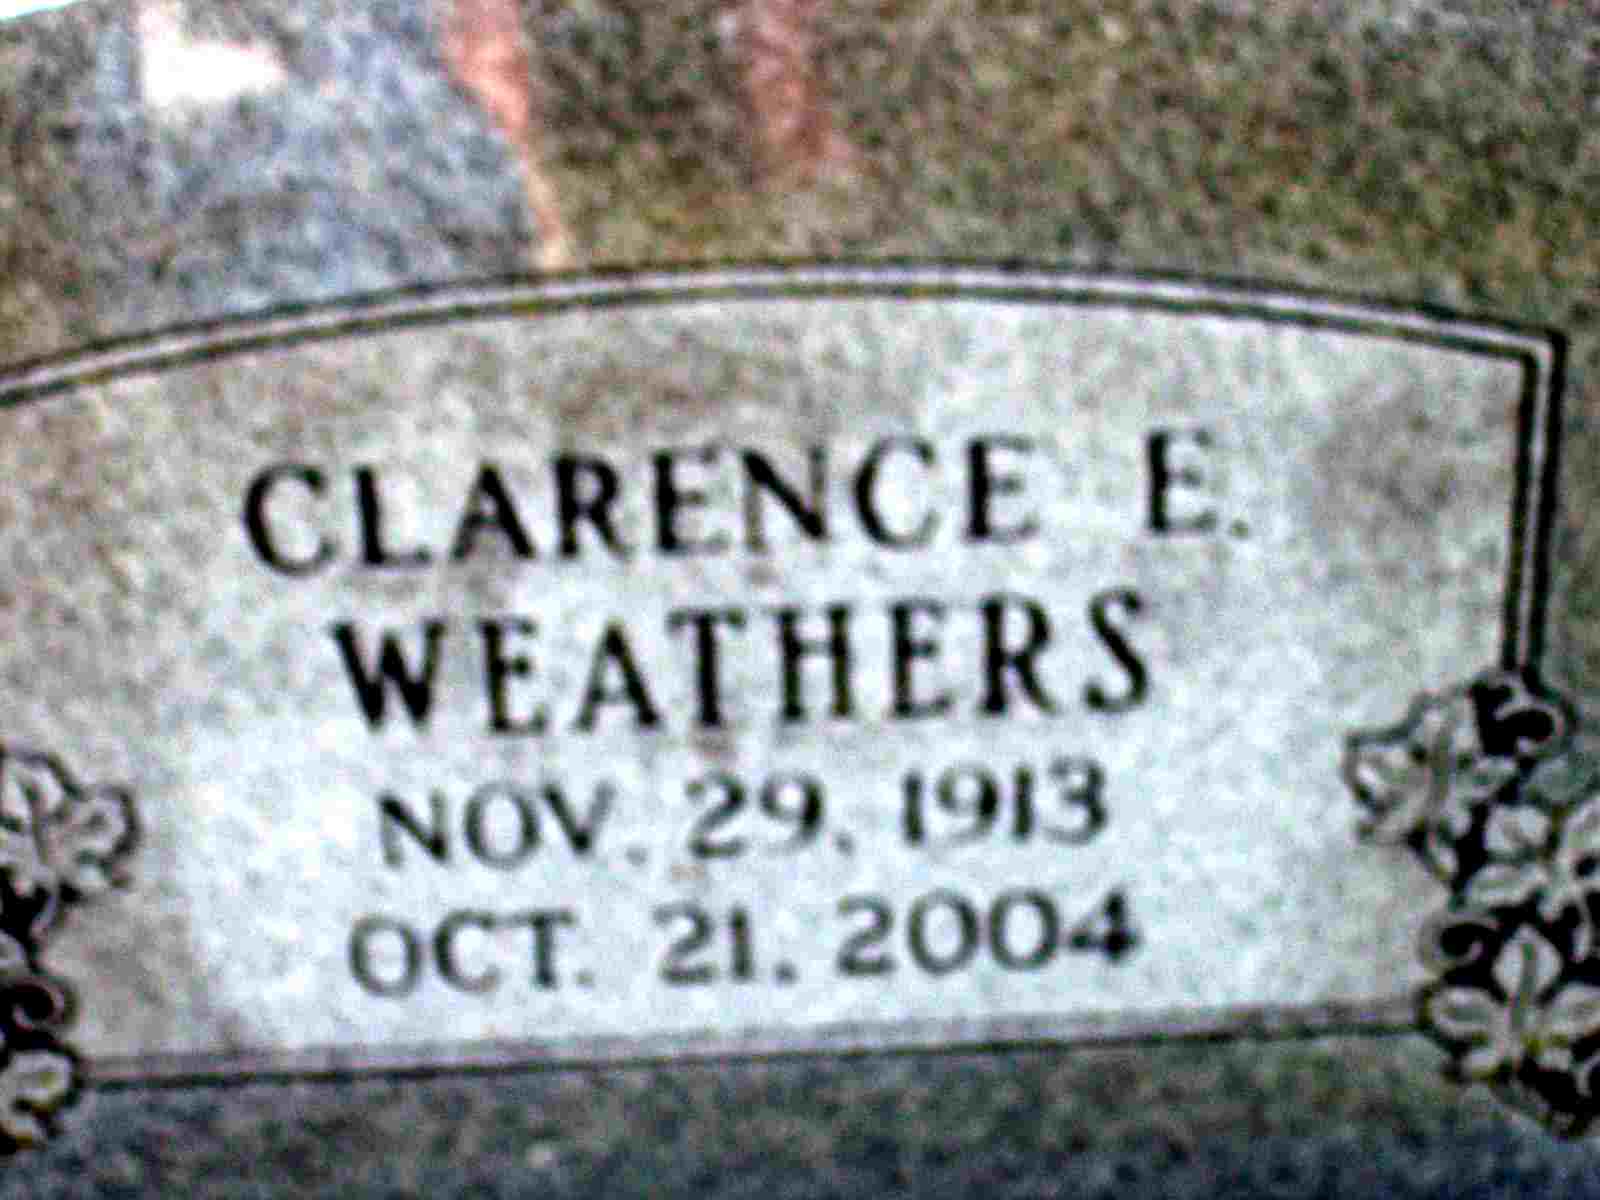 CLARENCE E.
WEATHERS
NOV. 29, 1913
OCT. 21, 2004